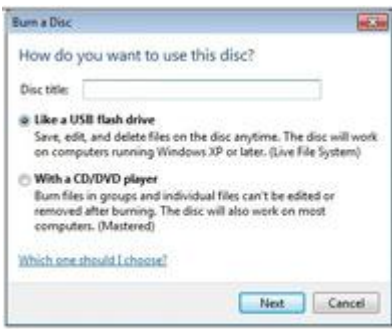 Burn a Disc
How do you want to use this disc?
Disc title:
Like a USB flash drive
Save, edit, and delete files on the disc anytime. The disc will work
on computers running Windows XP or later. (Live File System)
With a CD/DVD player
Burn files in groups and individual files can't be edited or
removed after burning. The disc will also work on most
computers. (Mastered)
Which one should I choose?
Next Cancel